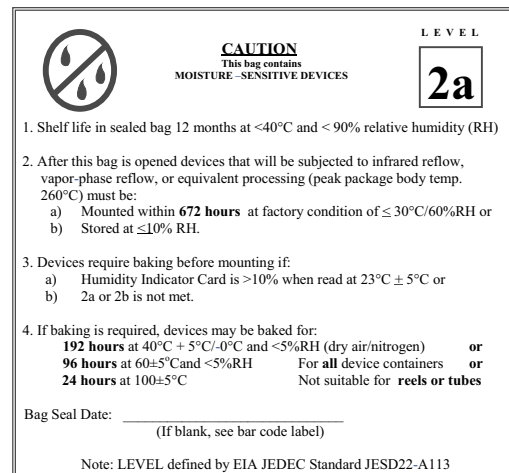 LEVEL
CAUTION
This bag contains
MOISTURE –SENSITIVE DEVICES
2a
1. Shelf life in sealed bag 12 months at <40°C and < 90% relative humidity (RH)
2. After this bag is opened devices that will be subjected to infrared reflow,
vapor-phase reflow, or equivalent processing (peak package body temp.
260°C) must be:
a) Mounted within 672 hours at factory condition of ≤ 30°C/60%RH or
b) Stored at ≤10% RH.
3. Devices require baking before mounting if:
a) Humidity Indicator Card is >10% when read at 23°C ± 5°C or
b) 2a or 2b is not met.
4. If baking is required, devices may be baked for:
192 hours at 40°C + 5°C/-0°C and <5%RH (dry air/nitrogen) or
96 hours at 60±5°Cand <5%RH For all device containers or
24 hours at 100±5°C Not suitable for reels or tubes
Bag Seal Date: ______________________________
(If blank, see bar code label)
Note: LEVEL defined by EIA JEDEC Standard JESD22-A113